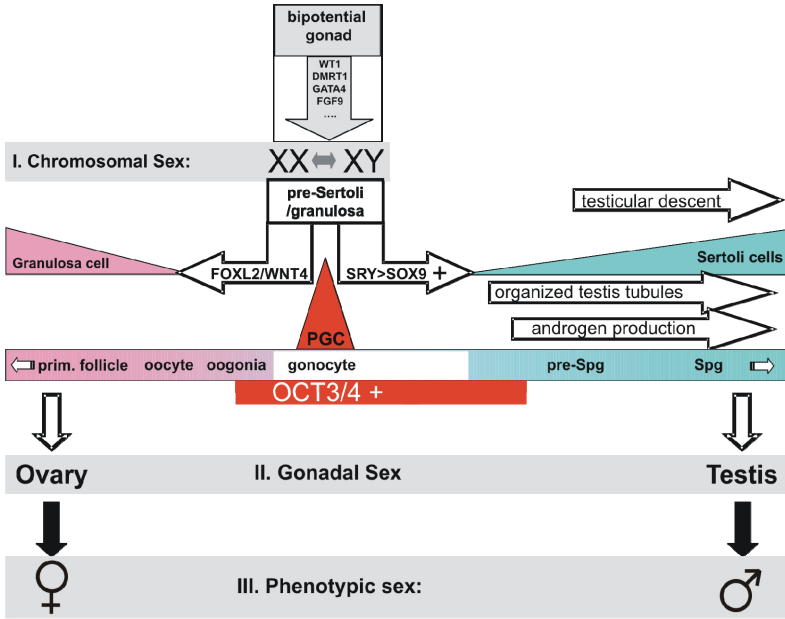 bipotential
gonad
WT1
DMRT1
GATA4
FGF9
....
I. Chromosomal Sex:
XX XY
pre-Sertoli
/granulosa
testicular descent
Granulosa cell
FOXL2/WNT4
SRY>SOX9 +
Sertoli cells
organized testis tubules
PGC
androgen production
prim. follicle oocyte oogonia gonocyte pre-Spg Spg
OCT3/4 +
Ovary II. Gonadal Sex Testis
♀ III. Phenotypic sex: ♂